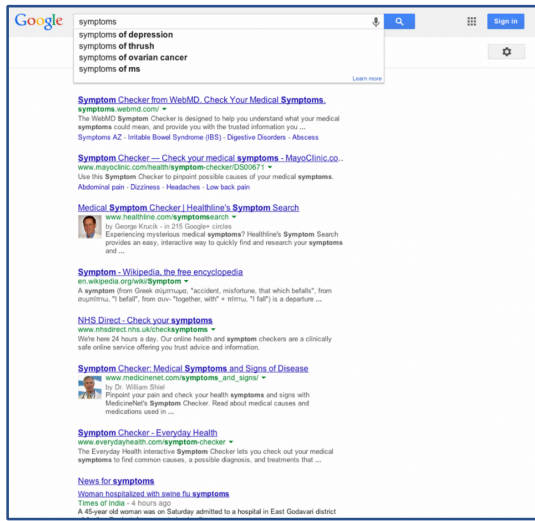 Google
symptoms
Sign in
symptoms of depression
symptoms of thrush
symptoms of ovarian cancer
symptoms of ms
Learn more
Symptom Checker from WebMD. Check Your Medical Symptoms.
symptoms.webmd.com/
The WebMD Symptom Checker is designed to help you understand what your medical
symptoms could mean, and provide you with the trusted information you ...
Symptoms AZ - Irritable Bowel Syndrome (IBS) - Digestive Disorders - Abscess
Symptom Checker — Check your medical symptoms - MayoClinic.co..
www.mayoclinic.com/health/symptom-checker/DS00671
Use this Symptom Checker to pinpoint possible causes of your medical symptoms.
Abdominal pain - Dizziness - Headaches - Low back pain
Medical Symptom Checker | Healthline's Symptom Search
www.healthline.com/symptomsearch
by George Krucik - in 215 Google+ circles
Experiencing mysterious medical symptoms? Healthline's Symptom Search
provides an easy, interactive way to quickly find and research your symptoms
and ...
Symptom - Wikipedia, the free encyclopedia
en.wikipedia.org/wiki/Symptom
A symptom (from Greek σύμπτωμα, "accident, misfortune, that which befalls", from
συμπίπτω, "I befall", from συν- "together, with" + πίπτω, "I fall") is a departure ...
NHS Direct - Check your symptoms
www.nhsdirect.nhs.uk/checksymptoms
We're here 24 hours a day. Our online health and symptom checkers are a clinically
safe online service offering you trust advice and information.
Symptom Checker: Medical Symptoms and Signs of Disease
www.medicinenet.com/symptoms_and_signs/
by Dr. William Shiel
Pinpoint your pain and check your health symptoms and signs with
MedicineNet's Symptom Checker. Read about medical causes and
medications used in ...
Symptom Checker - Everyday Health
www.everydayhealth.com/symptom-checker
The Everyday Health interactive Symptom Checker lets you check out your medical
symptoms to find common causes, a possible diagnosis, and treatments that ...
News for symptoms
Woman hospitalized with swine flu symptoms
Times of India - 4 hours ago
A 45-year old woman was on Saturday admitted to a hospital in East Godavari district